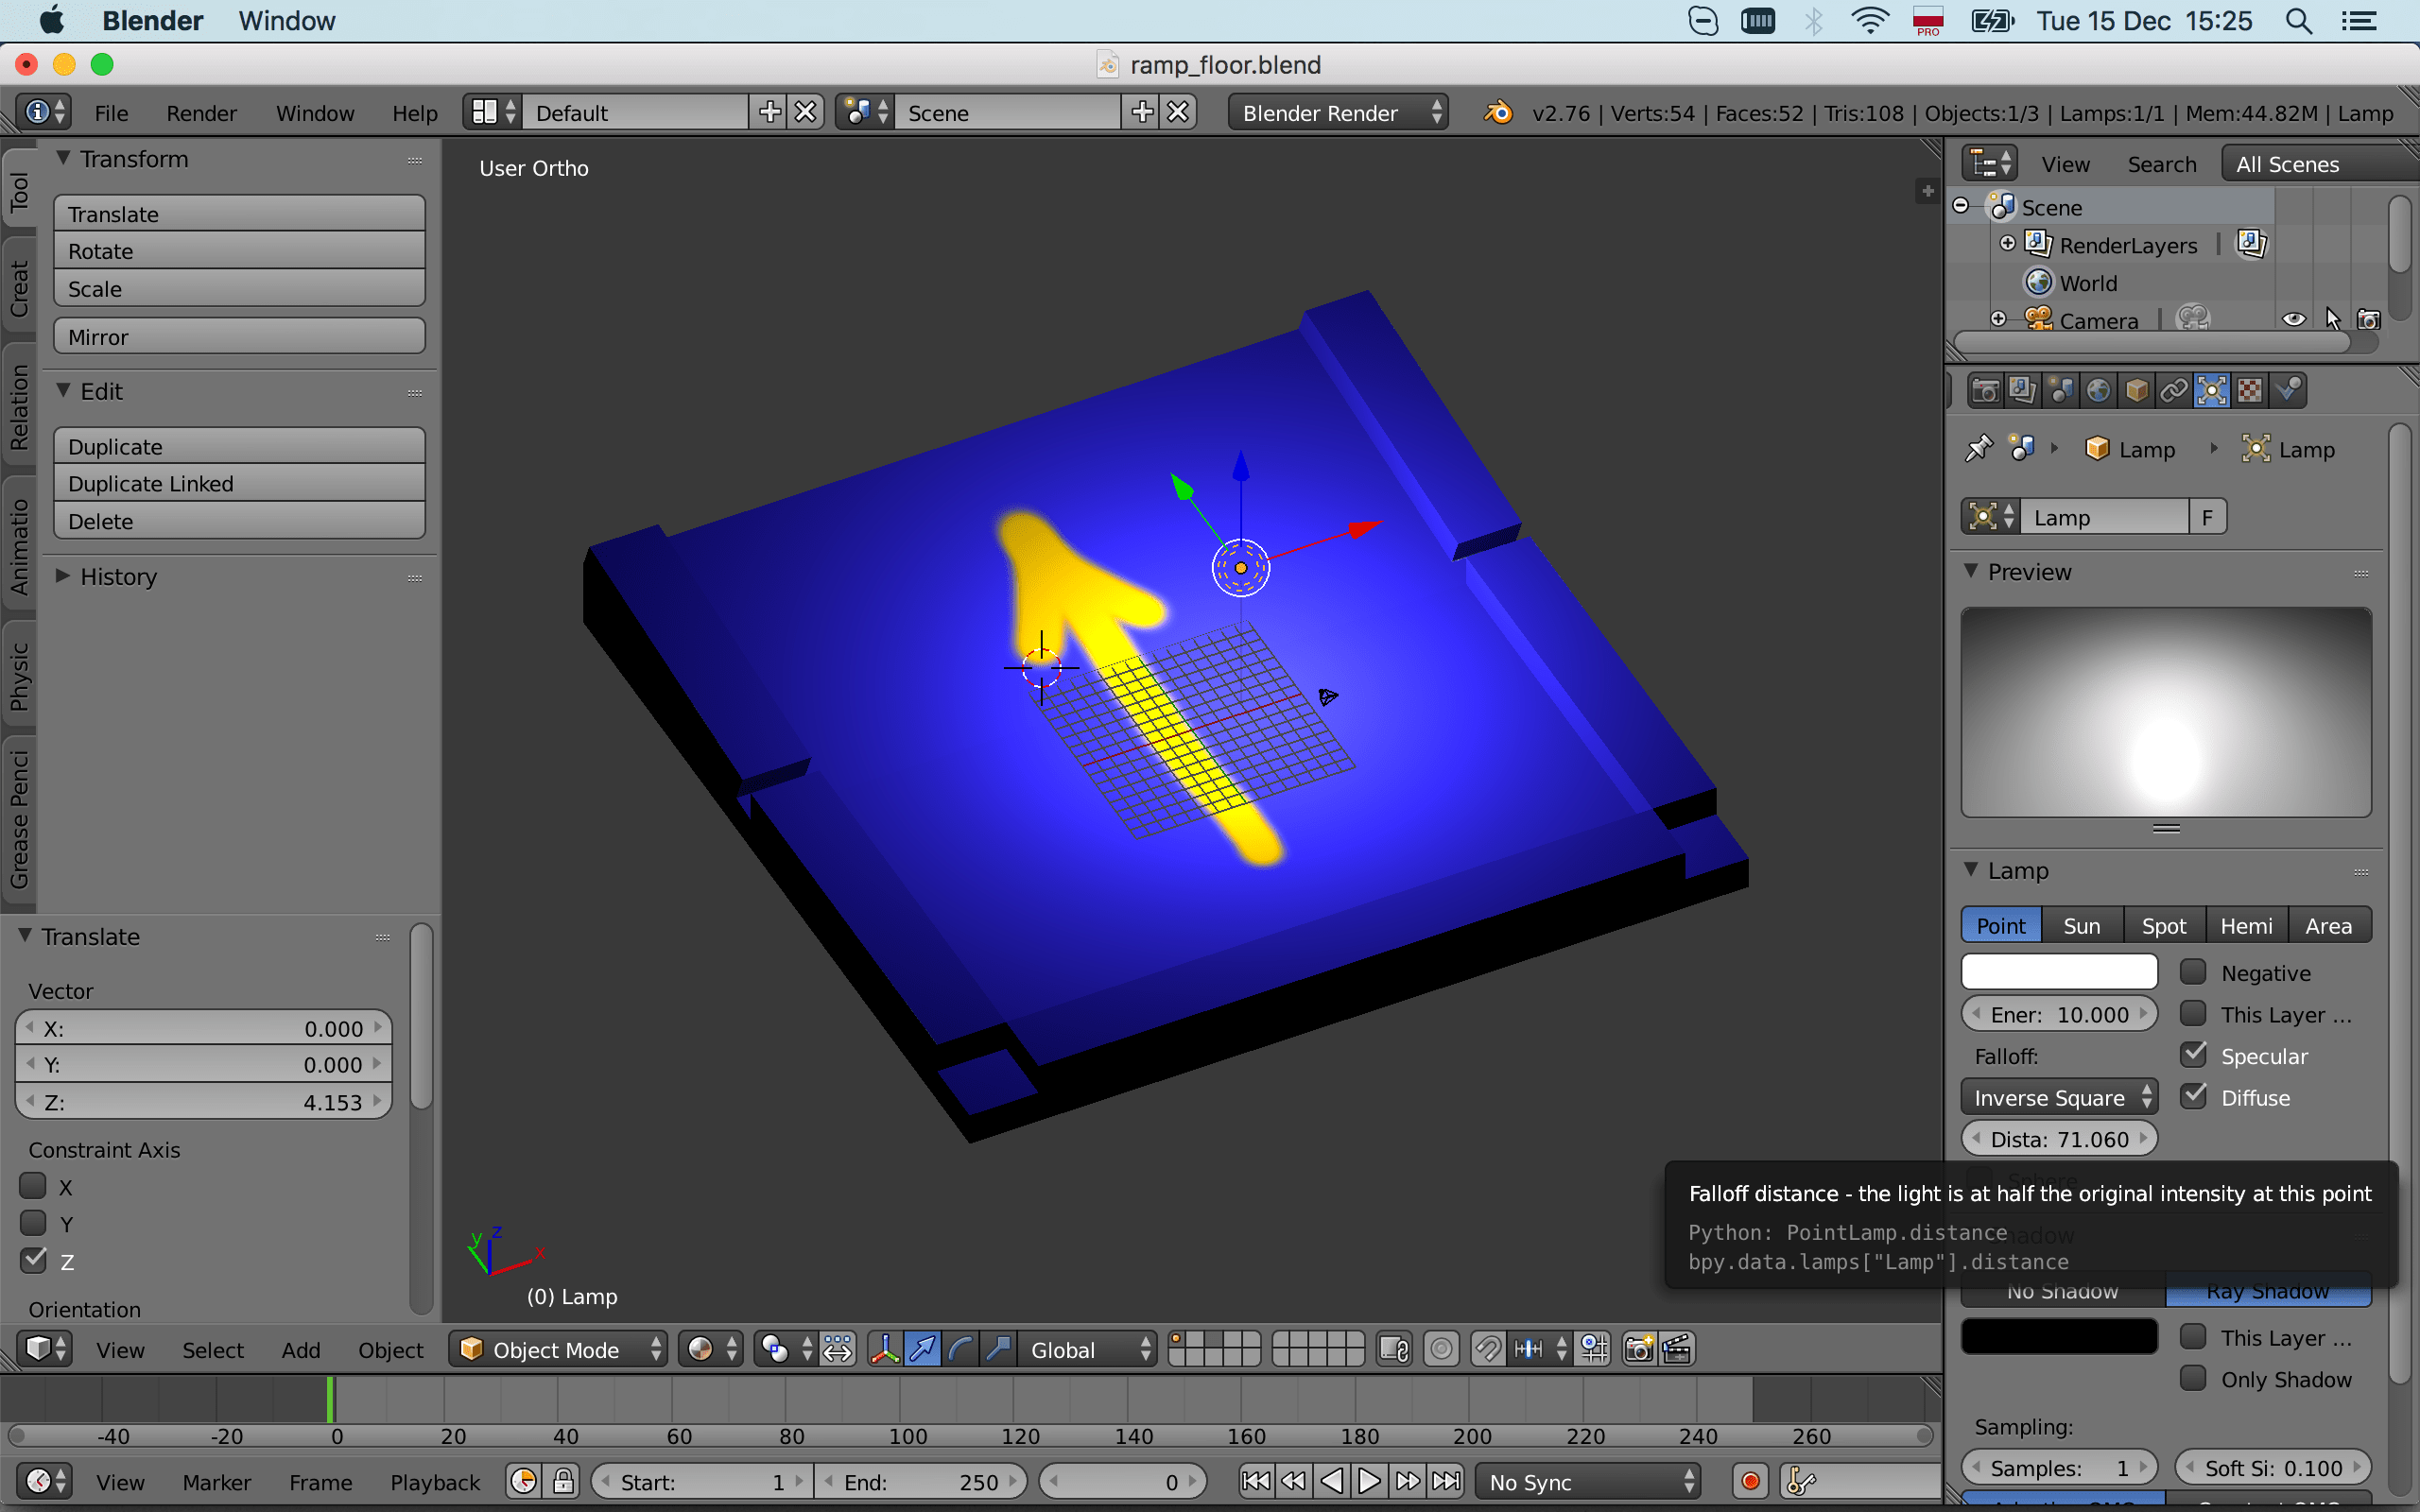 Blender Window PRO Tue 15 Dec 15:25
ramp_floor.blend
File Render Window Help Default Scene Blender Render v2.76 | Verts:54 | Faces:52 | Tris:108 | Objects:1/3 | Lamps:1/1 | Mem:44.82M | Lamp
Tool
Creat
Relation
Animatio
Physic
Grease Penci
Transform
Translate
Rotate
Scale
Mirror
Edit
Duplicate
Duplicate Linked
Delete
History
Translate
Vector
X: 0.000
Y: 0.000
Z: 4.153
Constraint Axis
X
Y
Z
Orientation
User Ortho
y z x
(0) Lamp
View Search All Scenes
Scene
RenderLayers |
World
Camera |
Lamp Lamp
Lamp F
Preview
Lamp
Point Sun Spot Hemi Area
Negative
Ener: 10.000 This Layer ...
Falloff: Specular
Inverse Square Diffuse
Dista: 71.060
Sphere
Falloff distance - the light is at half the original intensity at this point
Python: PointLamp.distance
bpy.data.lamps["Lamp"].distance
No Shadow Ray Shadow
This Layer ...
Only Shadow
Sampling:
Samples: 1 Soft Si: 0.100
View Select Add Object Object Mode Global
-40 -20 0 20 40 60 80 100 120 140 160 180 200 220 240 260
View Marker Frame Playback Start: 1 End: 250 0 No Sync